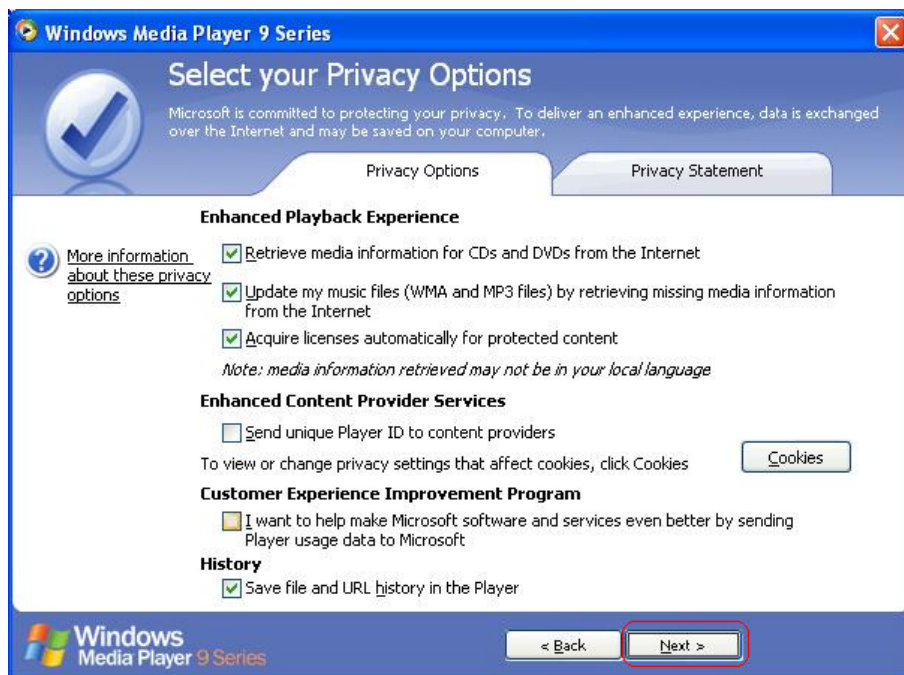 Windows Media Player 9 Series
Select your Privacy Options
Microsoft is committed to protecting your privacy. To deliver an enhanced experience, data is exchanged
over the Internet and may be saved on your computer.
Privacy Options
Privacy Statement
Enhanced Playback Experience
More information
about these privacy
options
Retrieve media information for CDs and DVDs from the Internet
Update my music files (WMA and MP3 files) by retrieving missing media information
from the Internet
Acquire licenses automatically for protected content
Note: media information retrieved may not be in your local language
Enhanced Content Provider Services
Send unique Player ID to content providers
To view or change privacy settings that affect cookies, click Cookies
Cookies
Customer Experience Improvement Program
I want to help make Microsoft software and services even better by sending
Player usage data to Microsoft
History
Save file and URL history in the Player
Windows
Media Player 9 Series
< Back
Next >